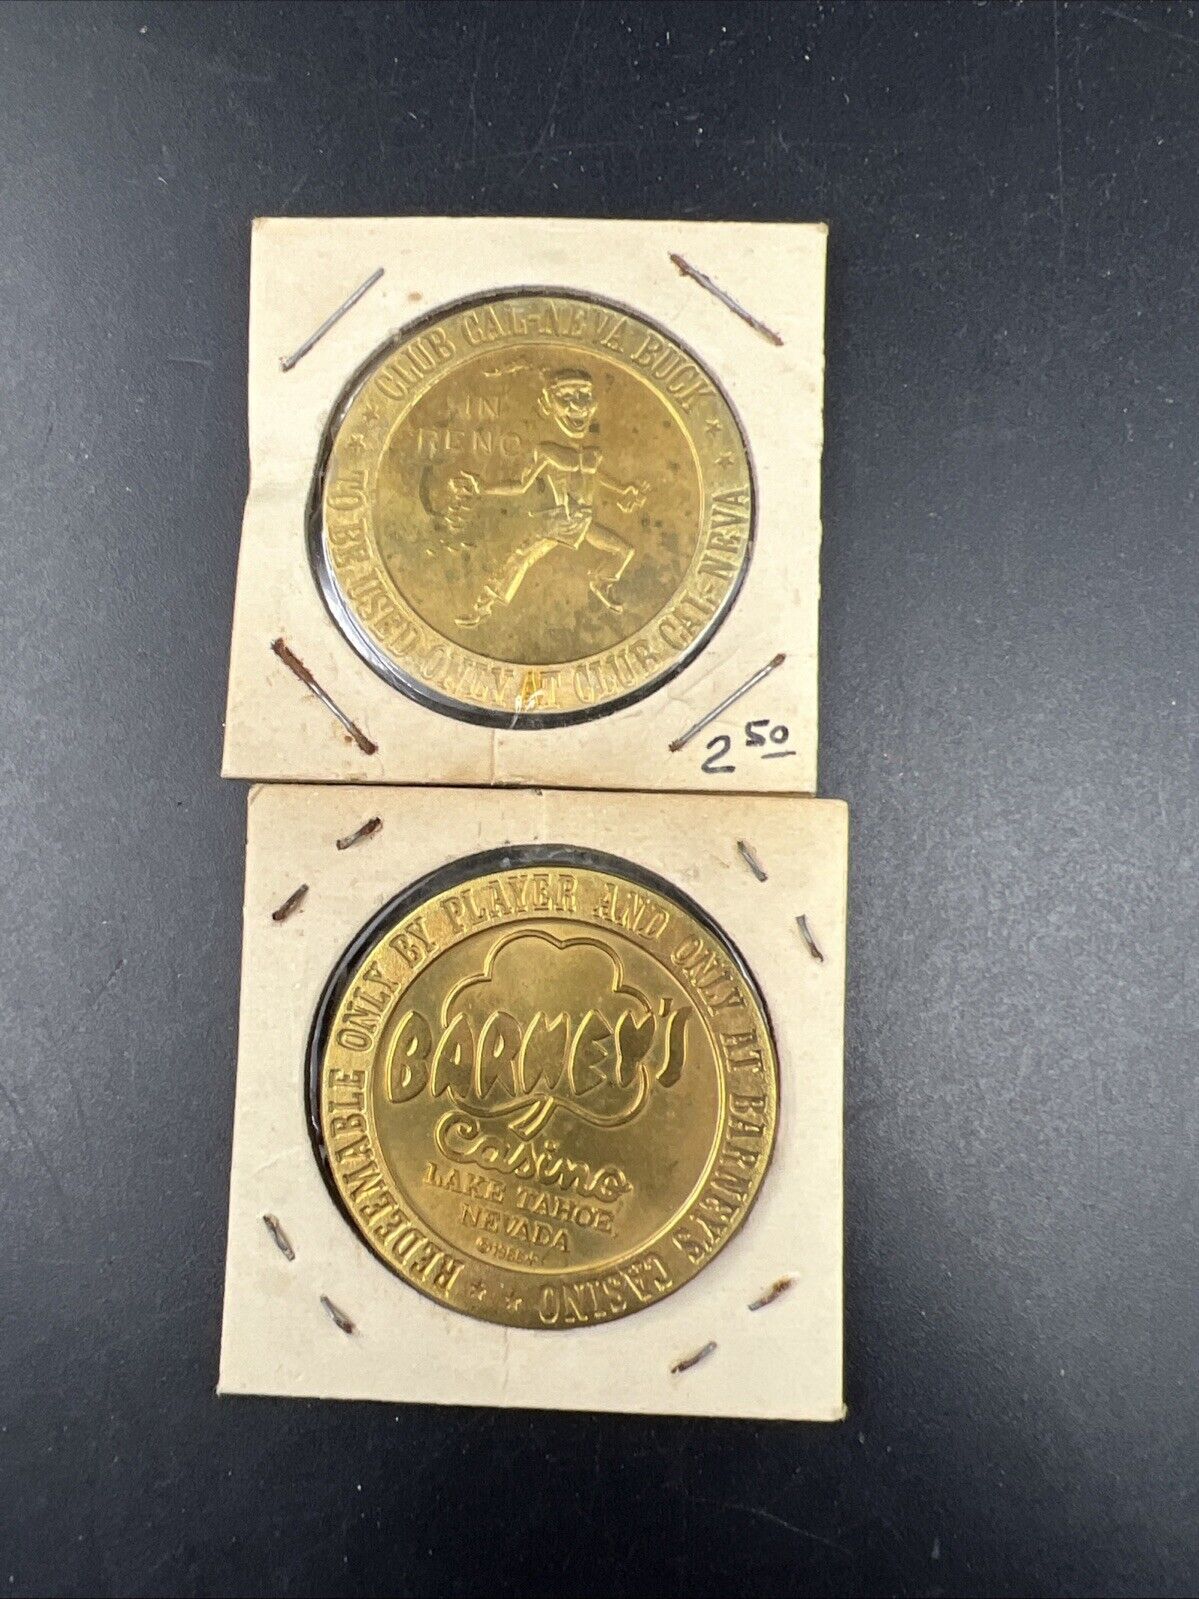 CLUB CAL-NEVA BUCK
IN
RENO
TO BE USED ONLY AT CLUB CAL-NEVA
2 50
REDEEMABLE ONLY BY PLAYER AND ONLY AT BARNEY'S CASINO
BARNEY'S
Casino
LAKE TAHOE,
NEVADA